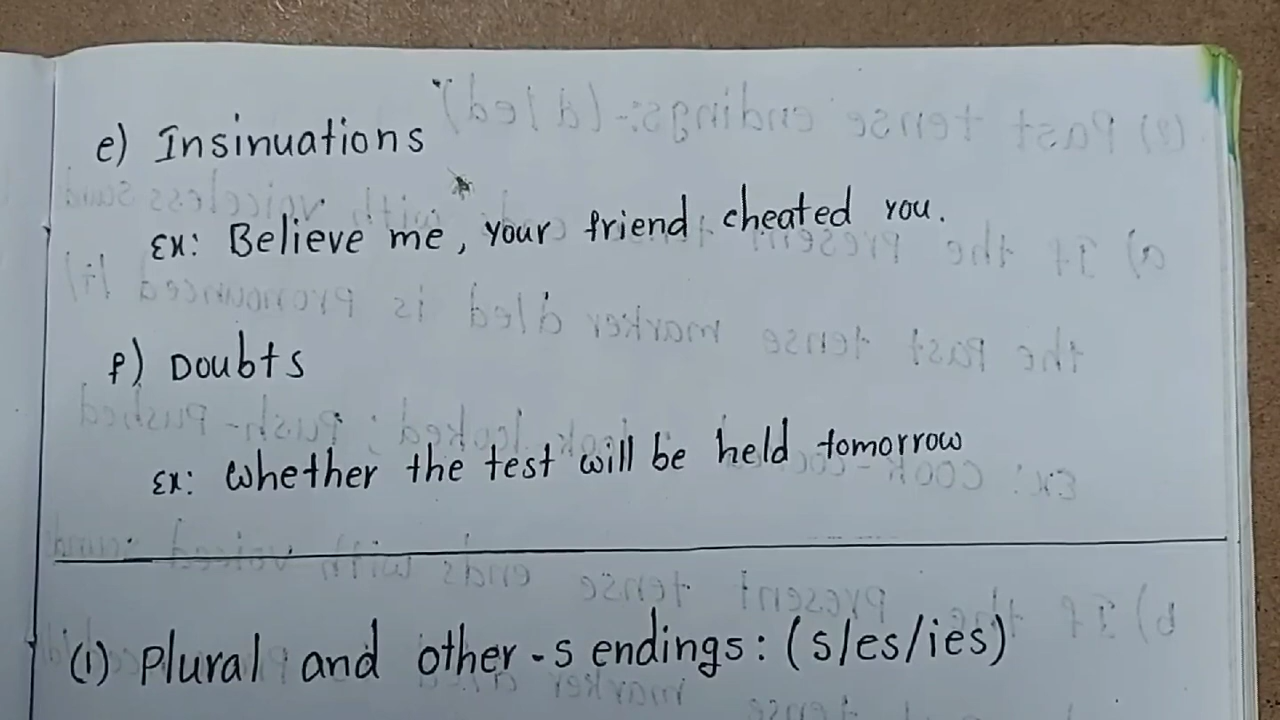 e) Insinuations
Ex: Believe me, your friend cheated you.
f) Doubts
Ex: whether the test will be held tomorrow
(1) Plural and other -s endings: (s/es/ies)